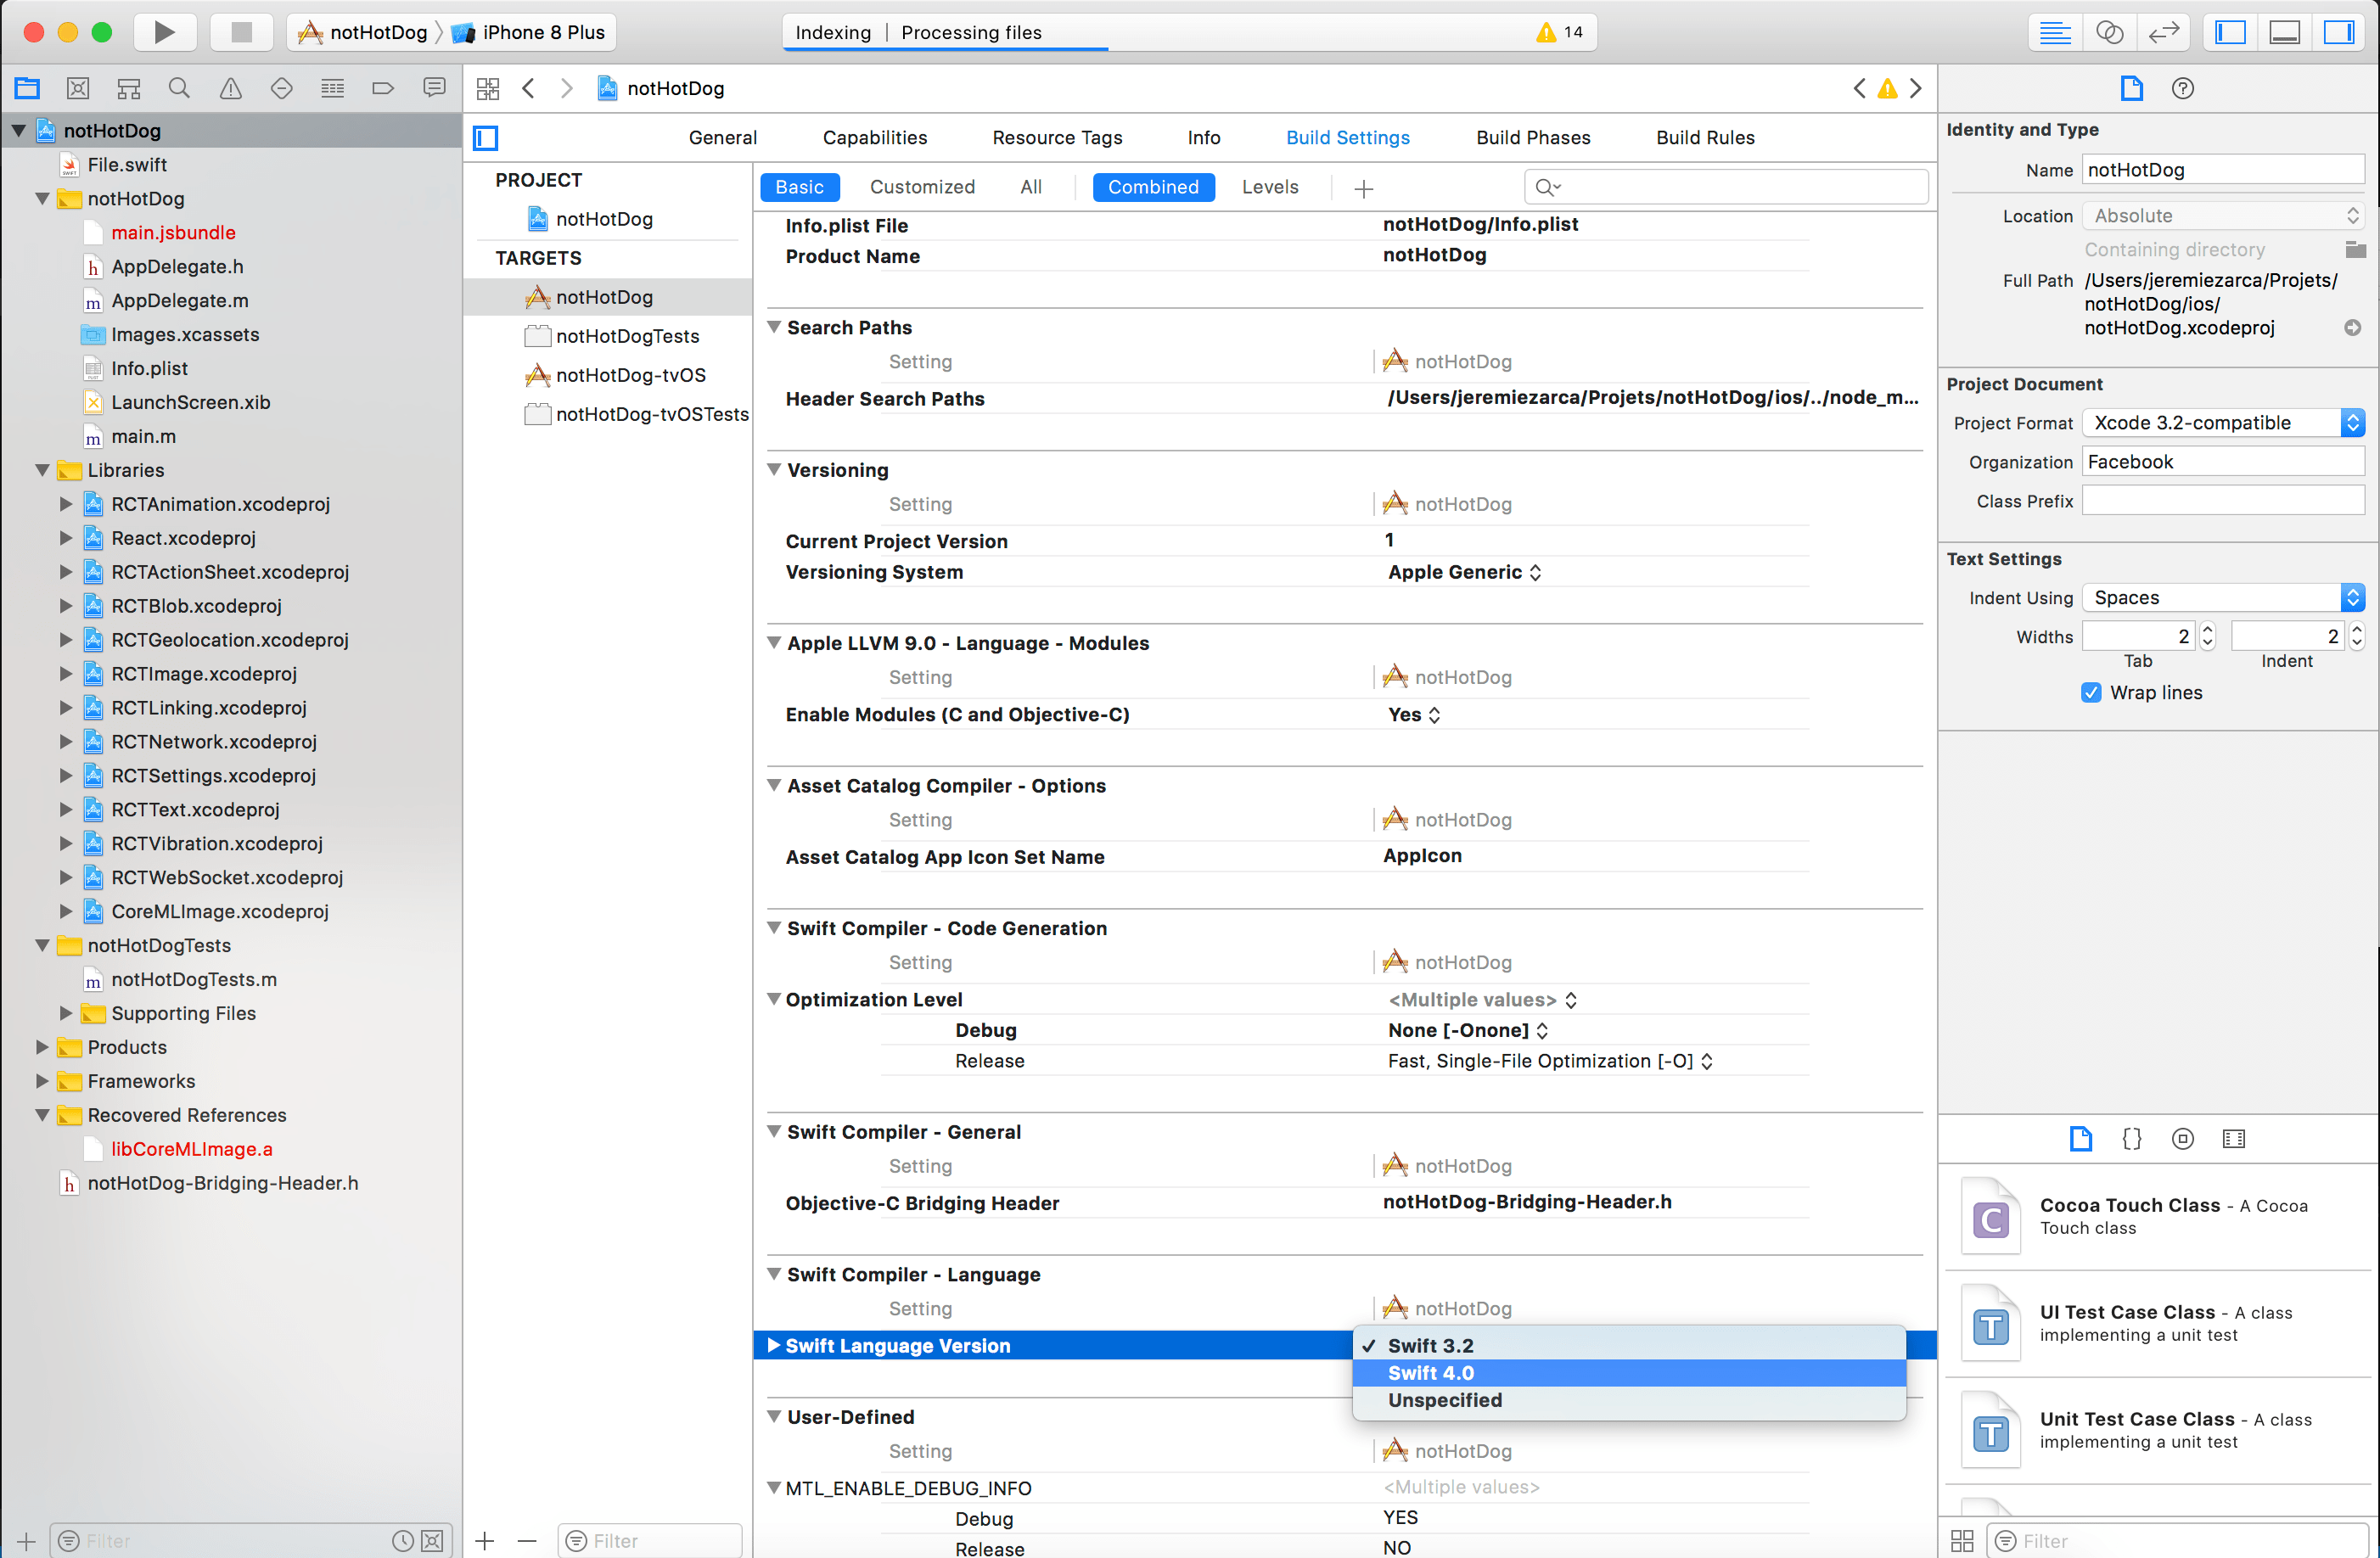 notHotDog
iPhone 8 Plus
Indexing | Processing files
14
notHotDog
File.swift
notHotDog
main.jsbundle
AppDelegate.h
AppDelegate.m
Images.xcassets
Info.plist
LaunchScreen.xib
main.m
Libraries
RCTAnimation.xcodeproj
React.xcodeproj
RCTActionSheet.xcodeproj
RCTBlob.xcodeproj
RCTGeolocation.xcodeproj
RCTImage.xcodeproj
RCTLinking.xcodeproj
RCTNetwork.xcodeproj
RCTSettings.xcodeproj
RCTText.xcodeproj
RCTVibration.xcodeproj
RCTWebSocket.xcodeproj
CoreMLImage.xcodeproj
notHotDogTests
notHotDogTests.m
Supporting Files
Products
Frameworks
Recovered References
libCoreMLImage.a
notHotDog-Bridging-Header.h
Filter
notHotDog
General Capabilities Resource Tags Info Build Settings Build Phases Build Rules
PROJECT
notHotDog
TARGETS
notHotDog
notHotDogTests
notHotDog-tvOS
notHotDog-tvOSTests
Filter
Basic Customized All Combined Levels
Info.plist File notHotDog/Info.plist
Product Name notHotDog
Search Paths
Setting notHotDog
Header Search Paths /Users/jeremiezarca/Projets/notHotDog/ios/../node_m...
Versioning
Setting notHotDog
Current Project Version 1
Versioning System Apple Generic
Apple LLVM 9.0 - Language - Modules
Setting notHotDog
Enable Modules (C and Objective-C) Yes
Asset Catalog Compiler - Options
Setting notHotDog
Asset Catalog App Icon Set Name AppIcon
Swift Compiler - Code Generation
Setting notHotDog
Optimization Level <Multiple values>
Debug None [-Onone]
Release Fast, Single-File Optimization [-O]
Swift Compiler - General
Setting notHotDog
Objective-C Bridging Header notHotDog-Bridging-Header.h
Swift Compiler - Language
Setting notHotDog
Swift Language Version ✓ Swift 3.2
Swift 4.0
Unspecified
User-Defined
Setting notHotDog
MTL_ENABLE_DEBUG_INFO <Multiple values>
Debug YES
Release NO
Identity and Type
Name notHotDog
Location Absolute
Containing directory
Full Path /Users/jeremiezarca/Projets/
notHotDog/ios/
notHotDog.xcodeproj
Project Document
Project Format Xcode 3.2-compatible
Organization Facebook
Class Prefix
Text Settings
Indent Using Spaces
Widths 2 2
Tab Indent
Wrap lines
Cocoa Touch Class - A Cocoa
Touch class
UI Test Case Class - A class
implementing a unit test
Unit Test Case Class - A class
implementing a unit test
Filter